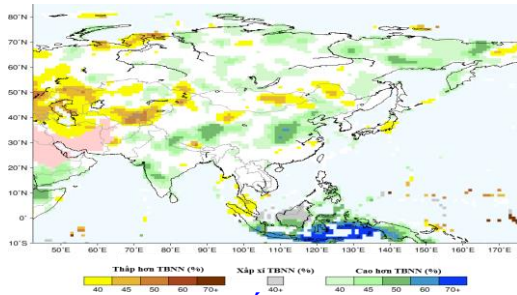 80°N
70°N
60°N
50°N
40°N
30°N
20°N
10°N
0°
10°S
50°E 60°E 70°E 80°E 90°E 100°E 110°E 120°E 130°E 140°E 150°E 160°E 170°E
Thấp hơn TBNN (%) Xấp xỉ TBNN (%) Cao hơn TBNN (%)
40 45 50 60 70+ 40+ 40 45 50 60 70+